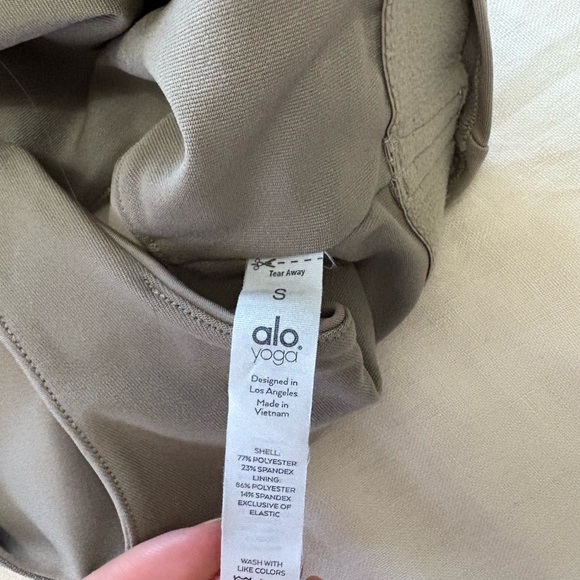 Tear Away
S
alo®
yoga
Designed in
Los Angeles
Made in
Vietnam
SHELL:
77% POLYESTER
23% SPANDEX
LINING:
86% POLYESTER
14% SPANDEX
EXCLUSIVE OF
ELASTIC
WASH WITH
LIKE COLORS